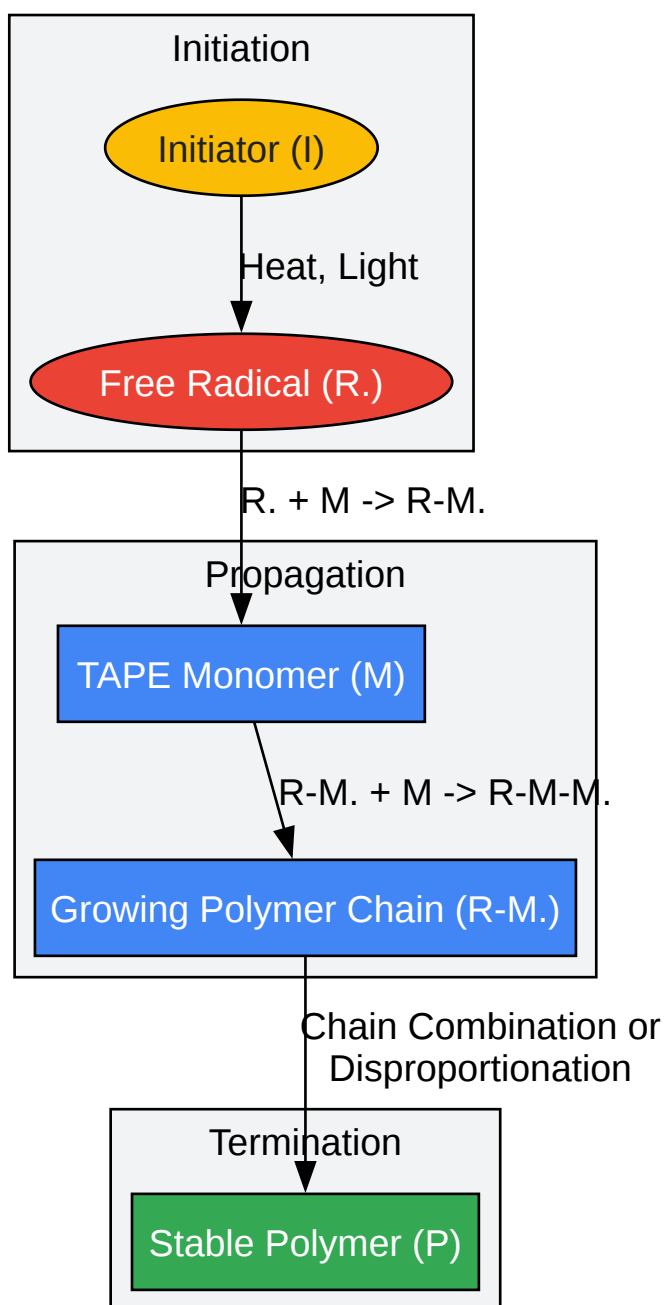 Initiation
Initiator (I)
Heat, Light
Free Radical (R.)
R. + M -> R-M.
Propagation
TAPE Monomer (M)
R-M. + M -> R-M-M.
Growing Polymer Chain (R-M.)
Chain Combination or
Disproportionation
Termination
Stable Polymer (P)